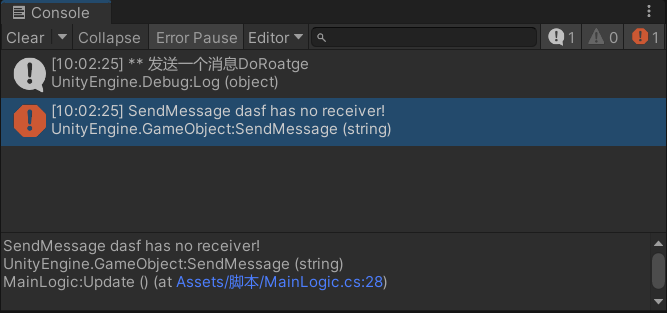 Console
Clear Collapse Error Pause Editor 1 0 1
[10:02:25] ** 发送一个消息DoRoatge
UnityEngine.Debug:Log (object)
[10:02:25] SendMessage dasf has no receiver!
UnityEngine.GameObject:SendMessage (string)
SendMessage dasf has no receiver!
UnityEngine.GameObject:SendMessage (string)
MainLogic:Update () (at Assets/脚本/MainLogic.cs:28)